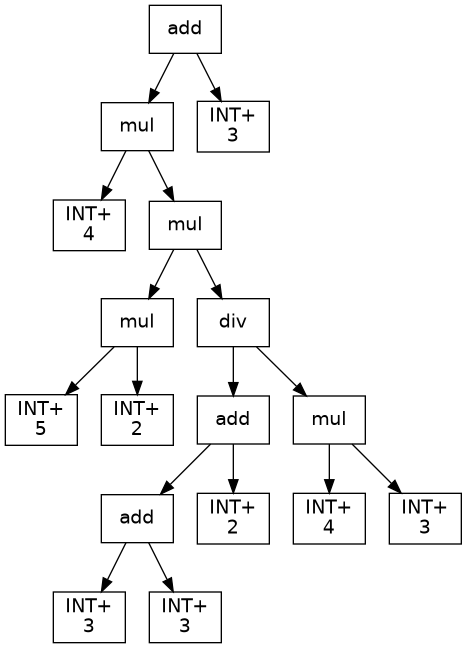 add
mul
INT+
3
INT+
4
mul
mul
div
INT+
5
INT+
2
add
mul
add
INT+
2
INT+
4
INT+
3
INT+
3
INT+
3